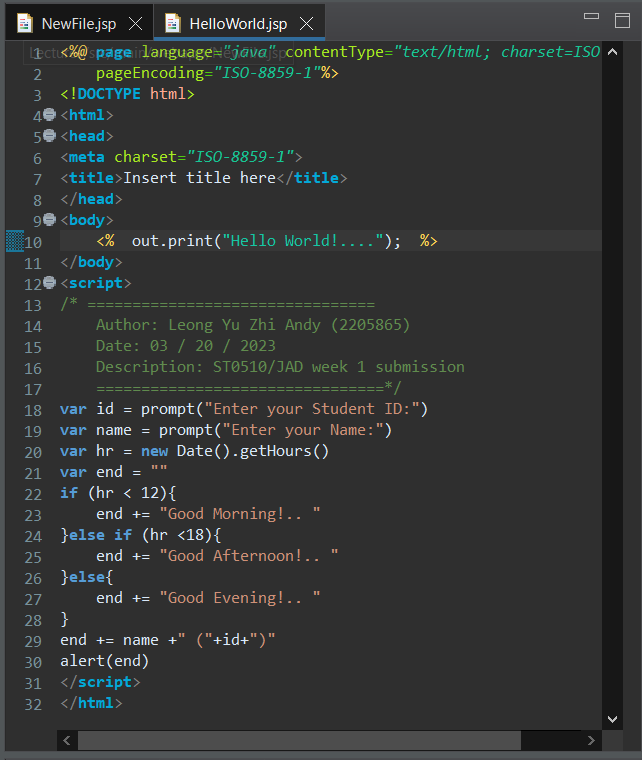 NewFile.jsp HelloWorld.jsp
1 <%@ page language="java" contentType="text/html; charset=ISO
2 pageEncoding="ISO-8859-1"%>
3 <!DOCTYPE html>
4 <html>
5 <head>
6 <meta charset="ISO-8859-1">
7 <title>Insert title here</title>
8 </head>
9 <body>
10 <%  out.print("Hello World!....");  %>
11 </body>
12 <script>
13 /* ================================
14 Author: Leong Yu Zhi Andy (2205865)
15 Date: 03 / 20 / 2023
16 Description: ST0510/JAD week 1 submission
17 ================================*/
18 var id = prompt("Enter your Student ID:")
19 var name = prompt("Enter your Name:")
20 var hr = new Date().getHours()
21 var end = ""
22 if (hr < 12){
23 end += "Good Morning!.. "
24 }else if (hr <18){
25 end += "Good Afternoon!.. "
26 }else{
27 end += "Good Evening!.. "
28 }
29 end += name +" ("+id+")"
30 alert(end)
31 </script>
32 </html>